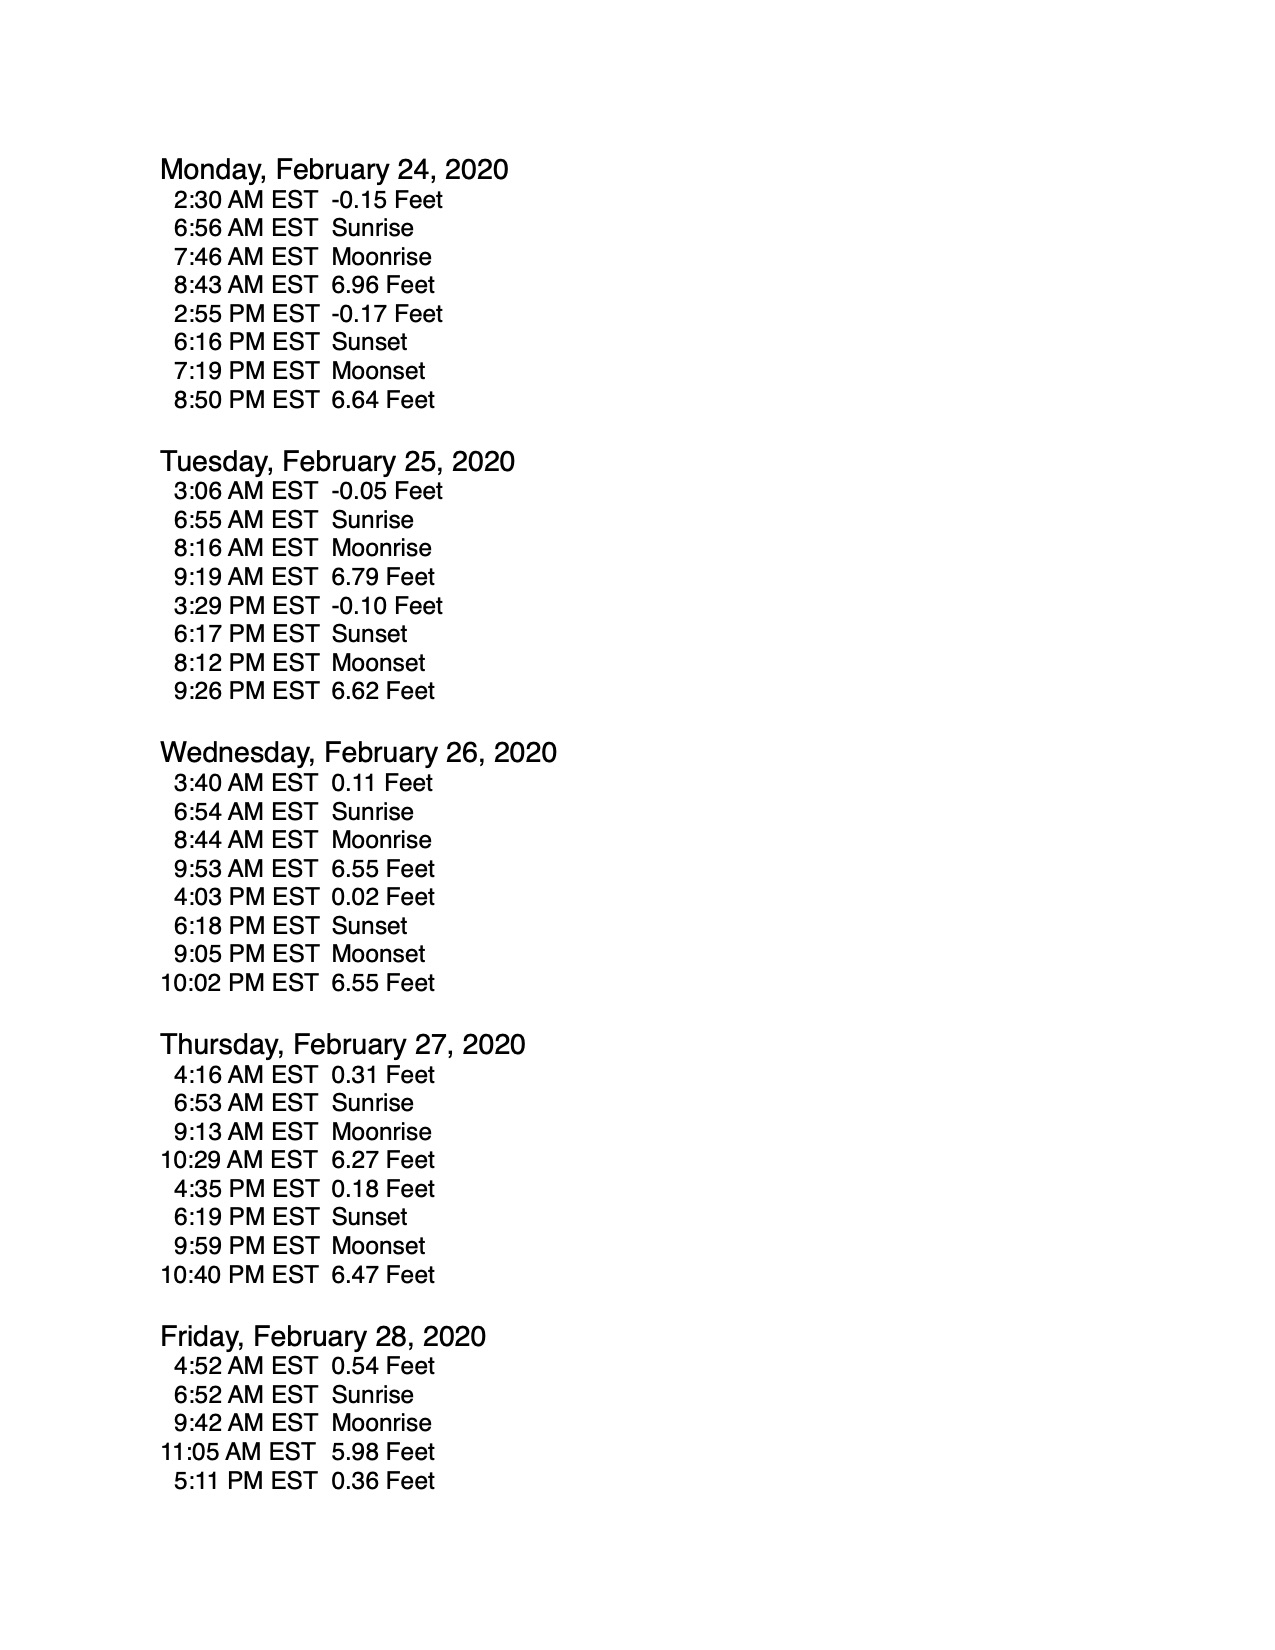 Monday, February 24, 2020
2:30 AM EST -0.15 Feet
6:56 AM EST Sunrise
7:46 AM EST Moonrise
8:43 AM EST 6.96 Feet
2:55 PM EST -0.17 Feet
6:16 PM EST Sunset
7:19 PM EST Moonset
8:50 PM EST 6.64 Feet
Tuesday, February 25, 2020
3:06 AM EST -0.05 Feet
6:55 AM EST Sunrise
8:16 AM EST Moonrise
9:19 AM EST 6.79 Feet
3:29 PM EST -0.10 Feet
6:17 PM EST Sunset
8:12 PM EST Moonset
9:26 PM EST 6.62 Feet
Wednesday, February 26, 2020
3:40 AM EST 0.11 Feet
6:54 AM EST Sunrise
8:44 AM EST Moonrise
9:53 AM EST 6.55 Feet
4:03 PM EST 0.02 Feet
6:18 PM EST Sunset
9:05 PM EST Moonset
10:02 PM EST 6.55 Feet
Thursday, February 27, 2020
4:16 AM EST 0.31 Feet
6:53 AM EST Sunrise
9:13 AM EST Moonrise
10:29 AM EST 6.27 Feet
4:35 PM EST 0.18 Feet
6:19 PM EST Sunset
9:59 PM EST Moonset
10:40 PM EST 6.47 Feet
Friday, February 28, 2020
4:52 AM EST 0.54 Feet
6:52 AM EST Sunrise
9:42 AM EST Moonrise
11:05 AM EST 5.98 Feet
5:11 PM EST 0.36 Feet